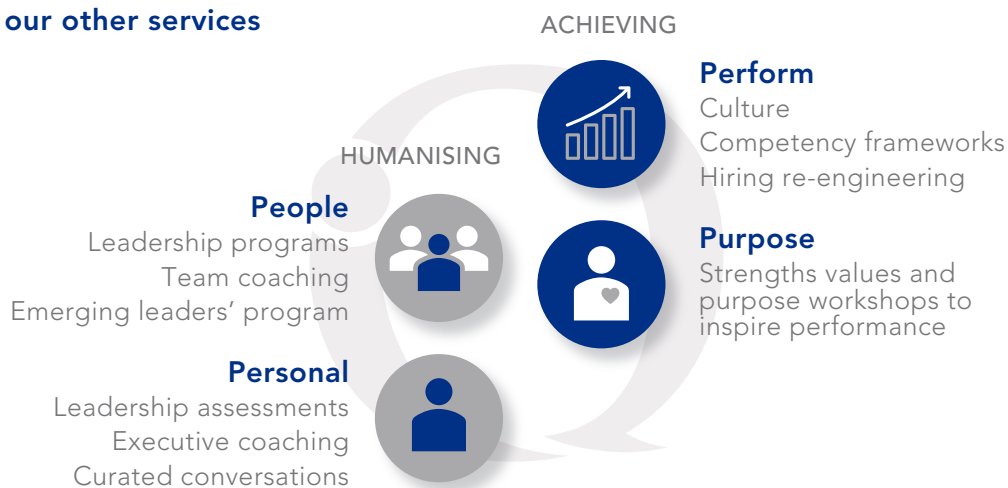 our other services
ACHIEVING
Perform
Culture
Competency frameworks
Hiring re-engineering
Purpose
Strengths values and
purpose workshops to
inspire performance
HUMANISING
People
Leadership programs
Team coaching
Emerging leaders’ program
Personal
Leadership assessments
Executive coaching
Curated conversations